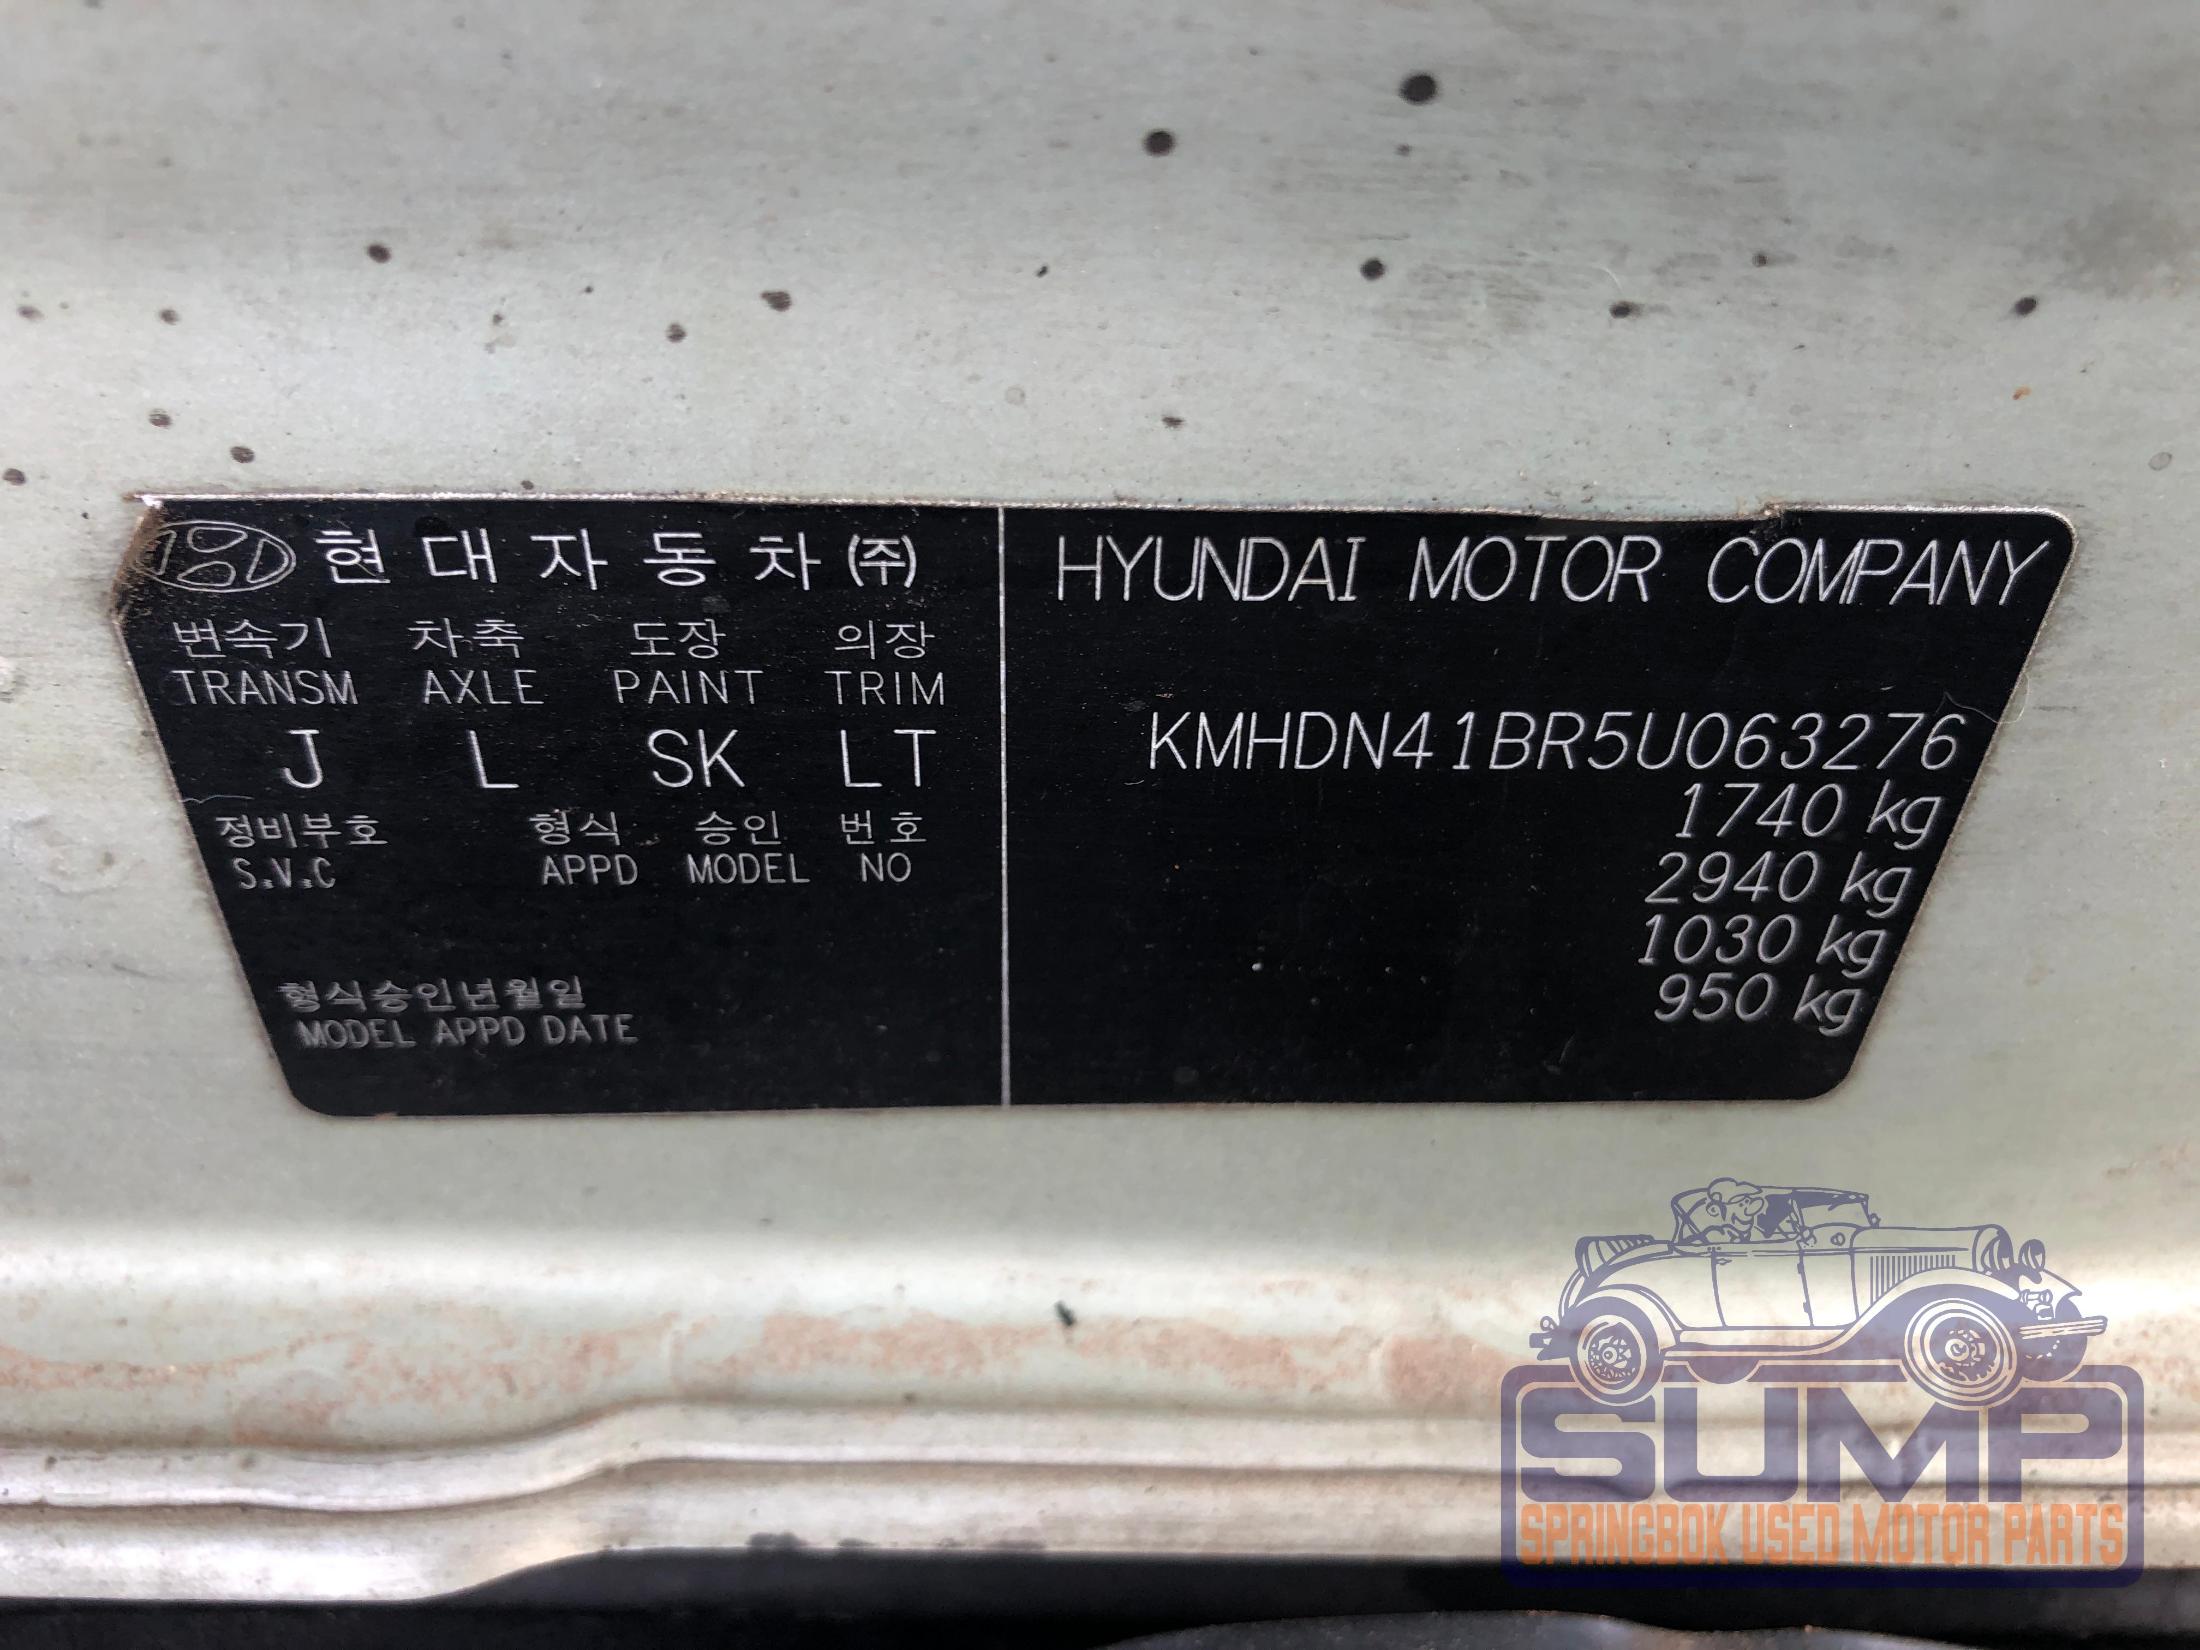 현대자동차 (주)
변속기 차축 도장 의장
TRANSM AXLE PAINT TRIM
J L SK LT
정비부호 형식 승인 번호
S.V.C APPD MODEL NO
형식승인년월일
MODEL APPD DATE
HYUNDAI MOTOR COMPANY
KMHDN41BR5U063276
1740 kg
2940 kg
1030 kg
950 kg
SUMP
SPRINGBOK USED MOTOR PARTS